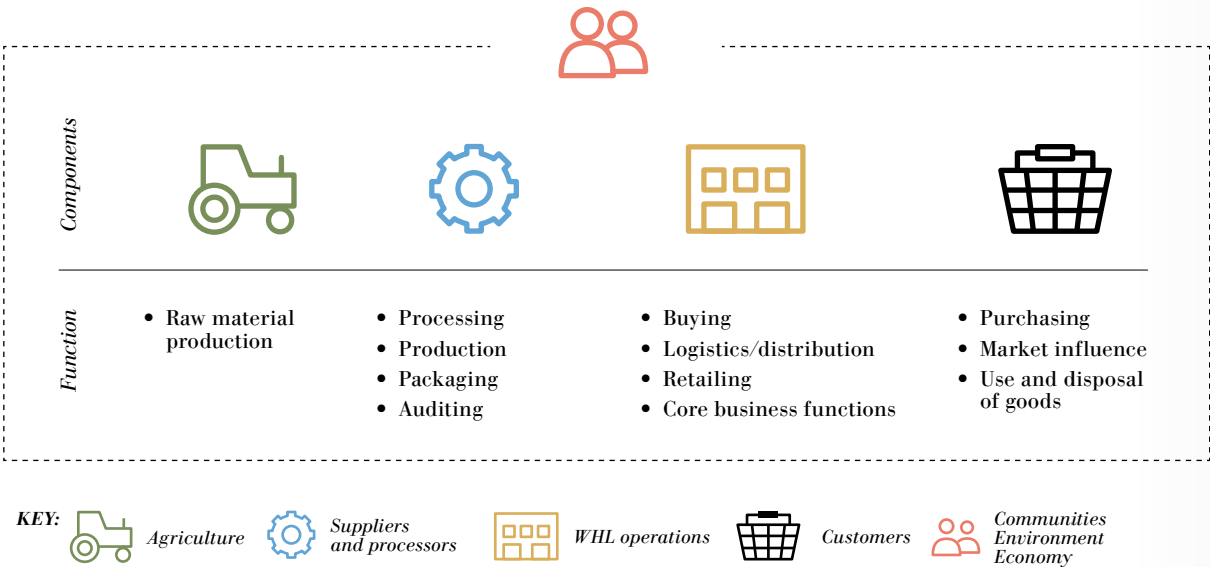 Components
Function
• Raw material
production
• Processing
• Production
• Packaging
• Auditing
• Buying
• Logistics/distribution
• Retailing
• Core business functions
• Purchasing
• Market influence
• Use and disposal
of goods
KEY:
Agriculture
Suppliers
and processors
WHL operations
Customers
Communities
Environment
Economy